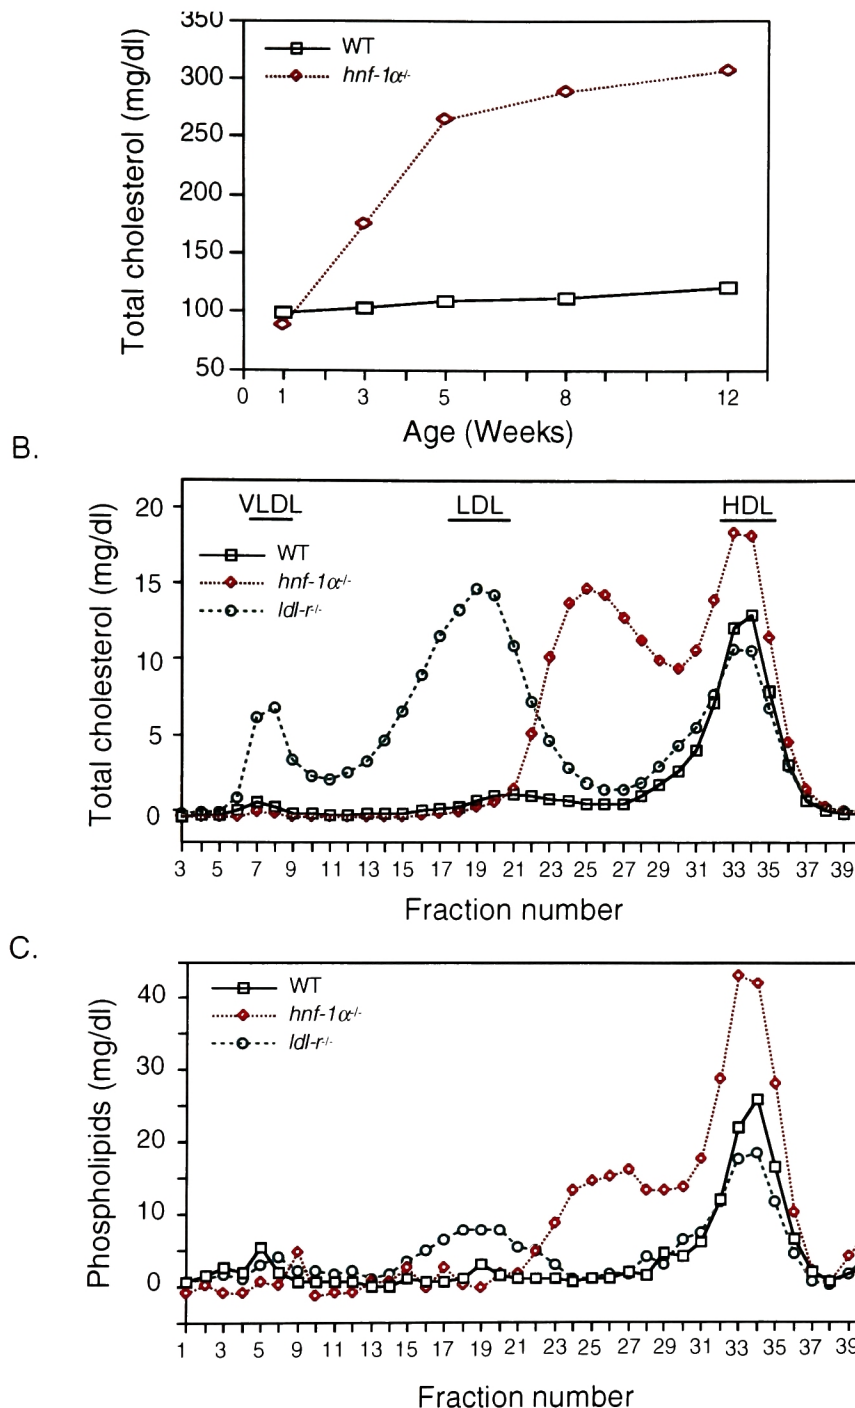 350
300
250
200
150
100
50
Total cholesterol (mg/dl)
WT
hnf-1α-/-
0 1 3 5 8 12
Age (Weeks)
B.
20
15
10
5
0
Total cholesterol (mg/dl)
VLDL LDL HDL
WT
hnf-1α-/-
ldl-r-/-
3 5 7 9 11 13 15 17 19 21 23 25 27 29 31 33 35 37 39
Fraction number
C.
40
30
20
10
0
Phospholipids (mg/dl)
WT
hnf-1α-/-
ldl-r-/-
1 3 5 7 9 11 13 15 17 19 21 23 25 27 29 31 33 35 37 39
Fraction number